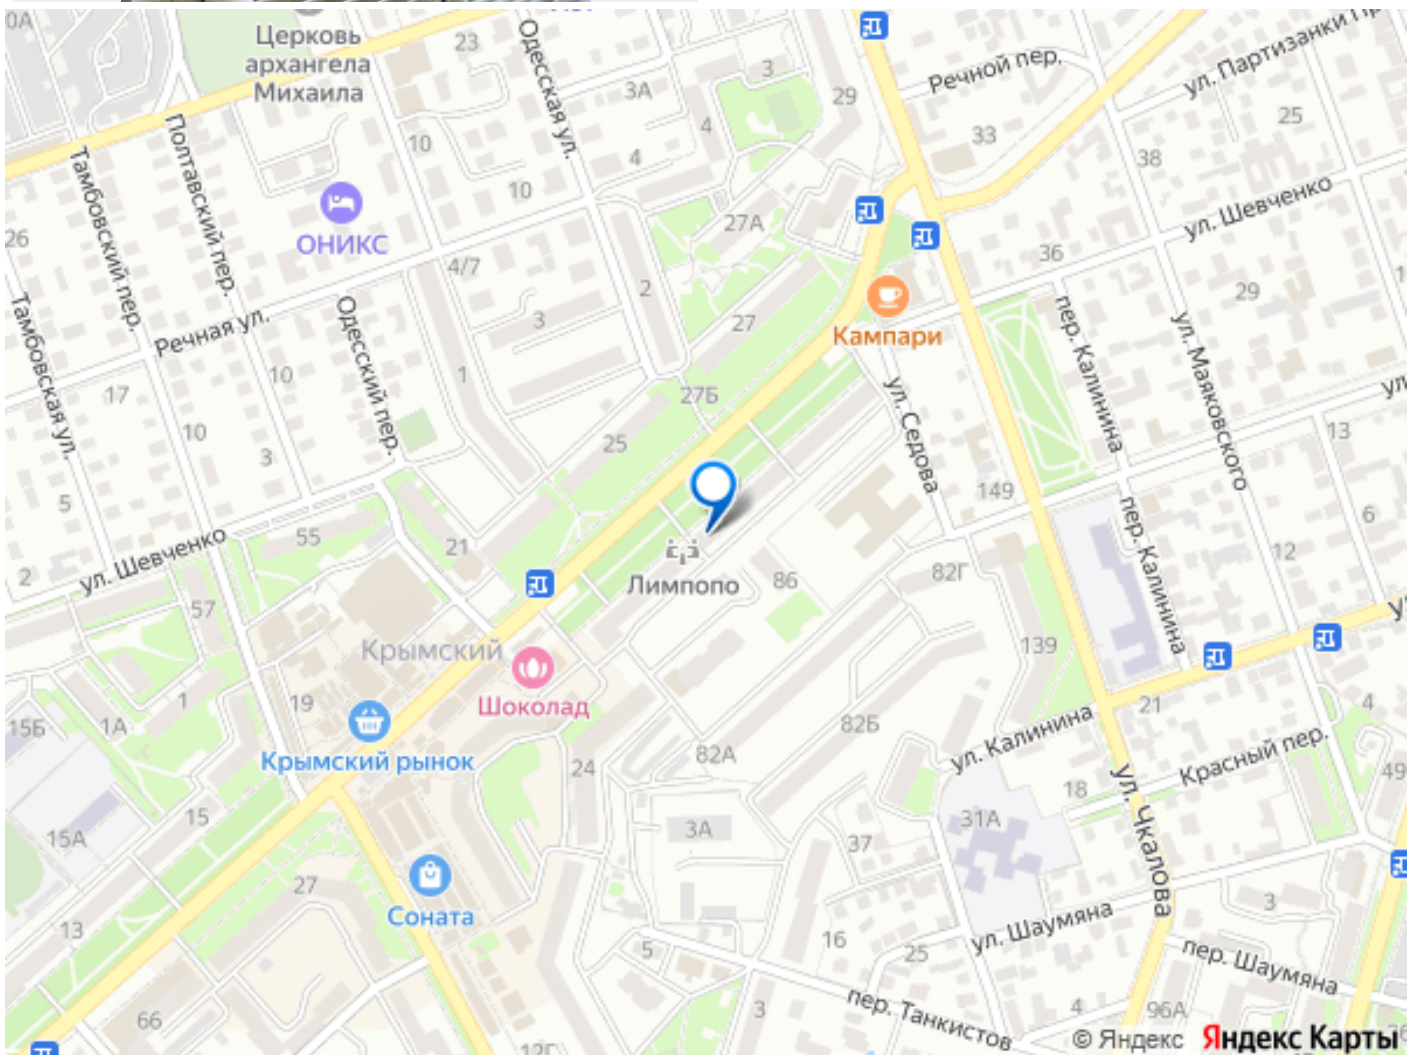 Церковь
архангела
Михаила
23
Одесская ул.
3
3А
29
Речной пер.
ул. Партизанки
25
33
38
4
4
10
10
Полтавский пер.
Тамбовский пер.
26
ОНИКС
27А
36
ул. Шевченко
4/7
2
29
Тамбовская ул.
Речная ул.
Одесский пер.
3
27
Кампари
пер. Калинина
ул. Маяковского
17
10
1
27Б
ул. Седова
ул.
10
3
25
13
5
149
6
пер. Калинина
55
21
12
2
ул. Шевченко
Лимпопо
86
82Г
57
Крымский
139
1
19
Шоколад
21
4
15Б
1А
Крымский рынок
82Б
82А
ул. Калинина
Красный пер.
24
18
49
ул. Чкалова
15
15А
3А
37
31А
27
Соната
3
13
16
25
ул. Шаумяна
5
пер. Шаумяна
66
3
пер. Танкистов
4
96А
12Г
© Яндекс Яндекс Карты